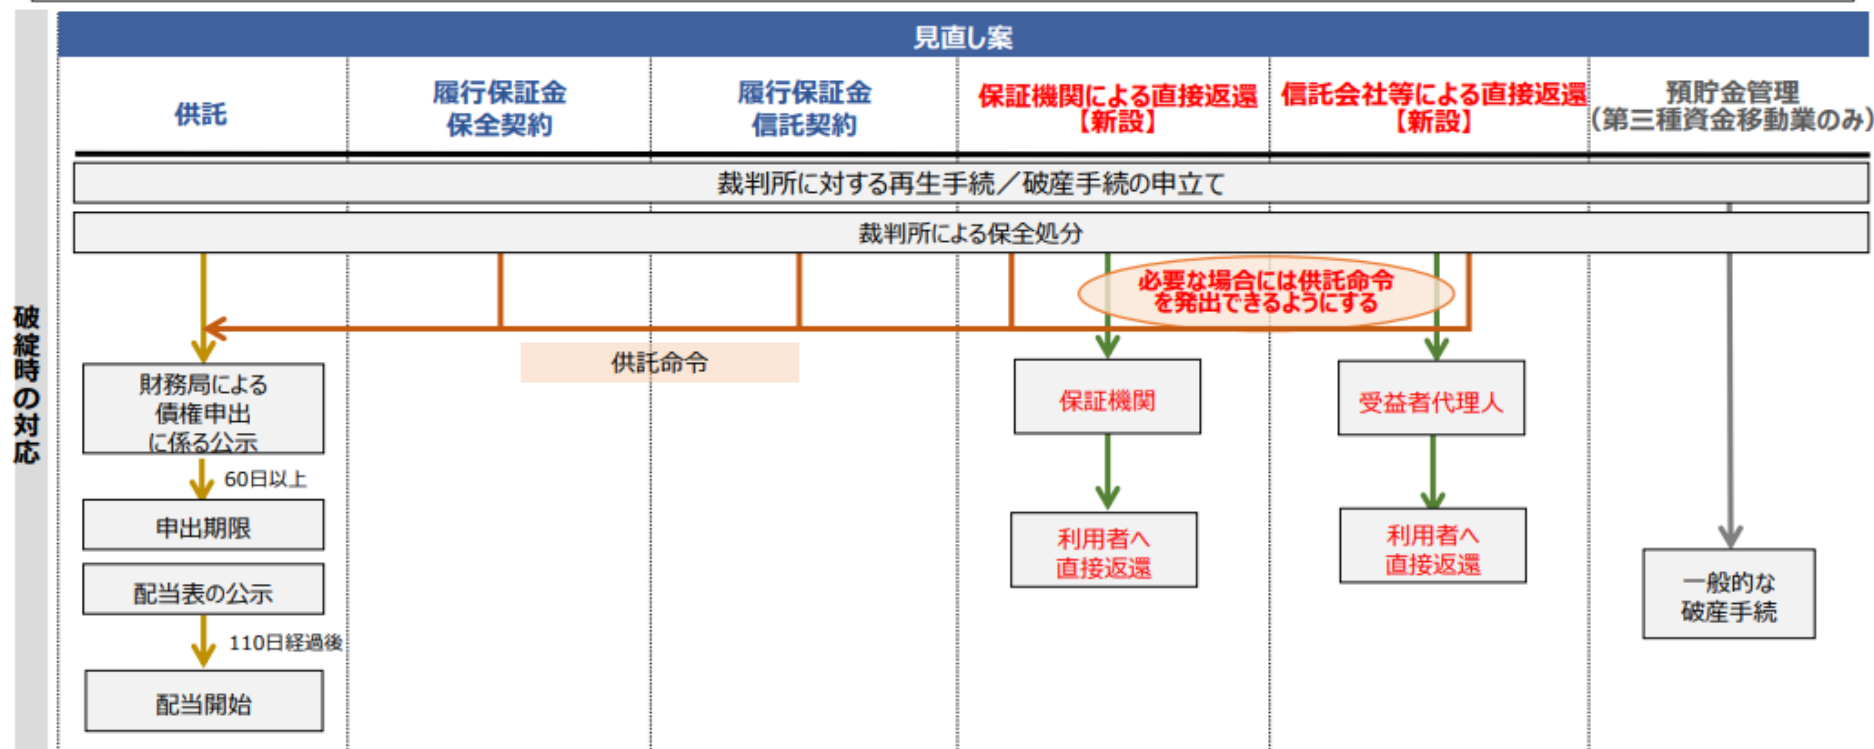 見直し案
供託
履行保証金
保全契約
履行保証金
信託契約
保証機関による直接返還
【新設】
信託会社等による直接返還
【新設】
預貯金管理
（第三種資金移動業のみ）
裁判所に対する再生手続／破産手続の申立て
裁判所による保全処分
破綻時の対応
必要な場合には供託命令
を発出できるようにする
供託命令
財務局による
債権申出
に係る公示
60日以上
申出期限
配当表の公示
110日経過後
配当開始
保証機関
利用者へ
直接返還
受益者代理人
利用者へ
直接返還
一般的な
破産手続